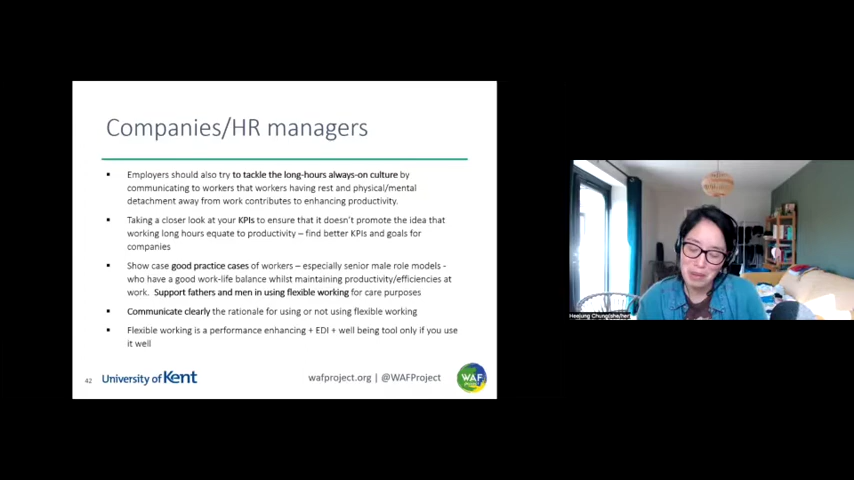 Companies/HR managers
Employers should also try to tackle the long-hours always-on culture by
communicating to workers that workers having rest and physical/mental
detachment away from work contributes to enhancing productivity.
Taking a closer look at your KPIs to ensure that it doesn't promote the idea that
working long hours equate to productivity – find better KPIs and goals for
companies
Show case good practice cases of workers – especially senior male role models -
who have a good work-life balance whilst maintaining productivity/efficiencies at
work. Support fathers and men in using flexible working for care purposes
Communicate clearly the rationale for using or not using flexible working
Flexible working is a performance enhancing + EDI + well being tool only if you use
it well
42
University of Kent
wafproject.org | @WAFProject
WAF
Heejung Chung(she/her)